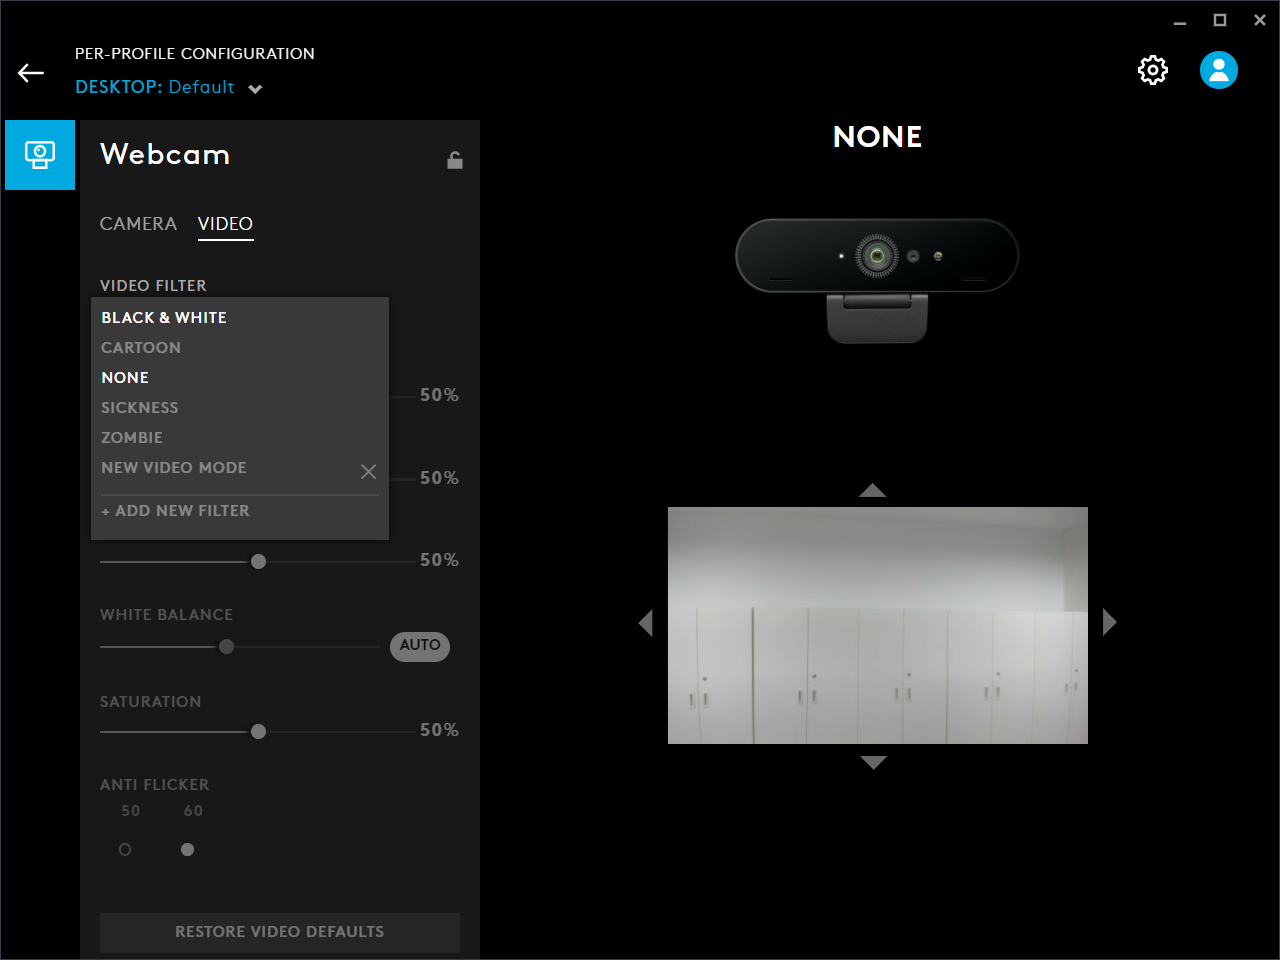 PER-PROFILE CONFIGURATION
DESKTOP: Default
Webcam
CAMERA VIDEO
VIDEO FILTER
BLACK & WHITE
CARTOON
NONE
SICKNESS
ZOMBIE
NEW VIDEO MODE
+ ADD NEW FILTER
50%
50%
50%
WHITE BALANCE
AUTO
SATURATION
50%
ANTI FLICKER
50 60
RESTORE VIDEO DEFAULTS
NONE